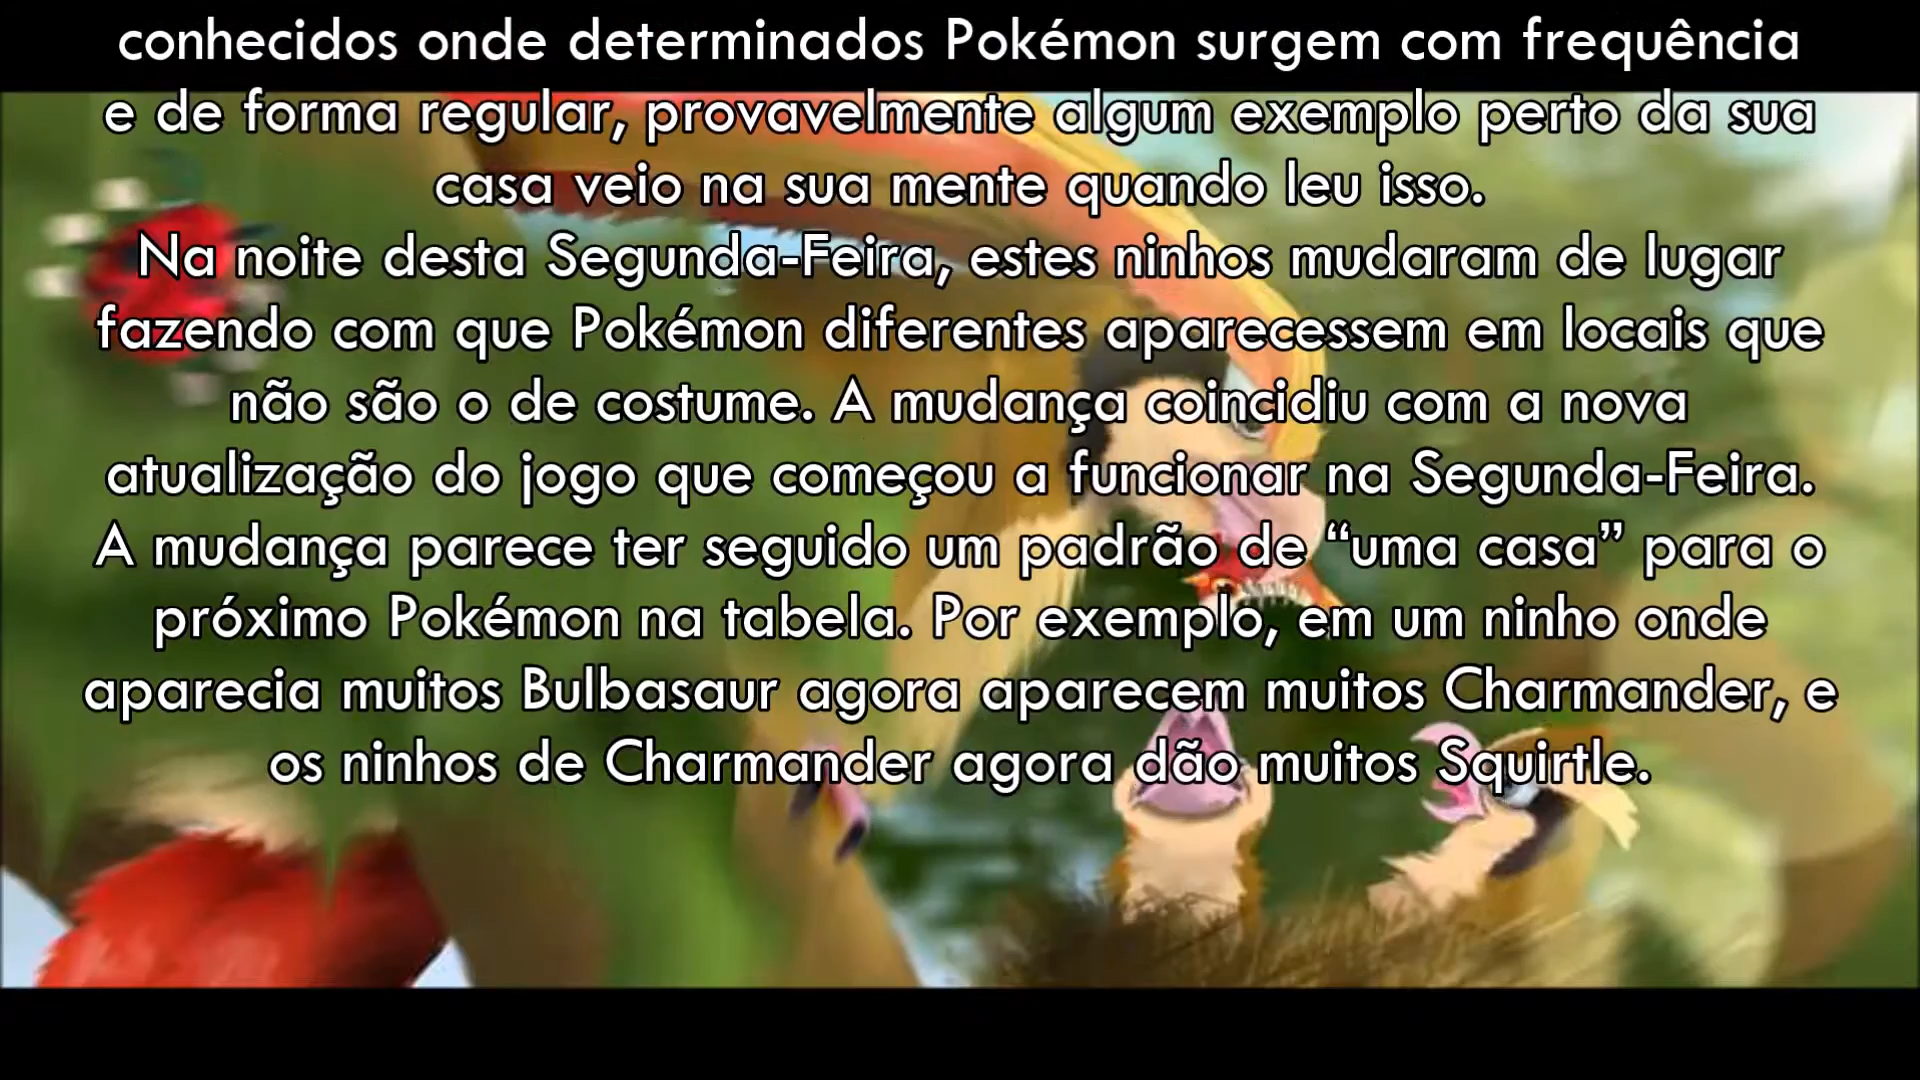 conhecidos onde determinados Pokémon surgem com frequência
e de forma regular, provavelmente algum exemplo perto da sua
casa veio na sua mente quando leu isso.
Na noite desta Segunda-Feira, estes ninhos mudaram de lugar
fazendo com que Pokémon diferentes aparecessem em locais que
não são o de costume. A mudança coincidiu com a nova
atualização do jogo que começou a funcionar na Segunda-Feira.
A mudança parece ter seguido um padrão de “uma casa” para o
próximo Pokémon na tabela. Por exemplo, em um ninho onde
aparecia muitos Bulbasaur agora aparecem muitos Charmander, e
os ninhos de Charmander agora dão muitos Squirtle.